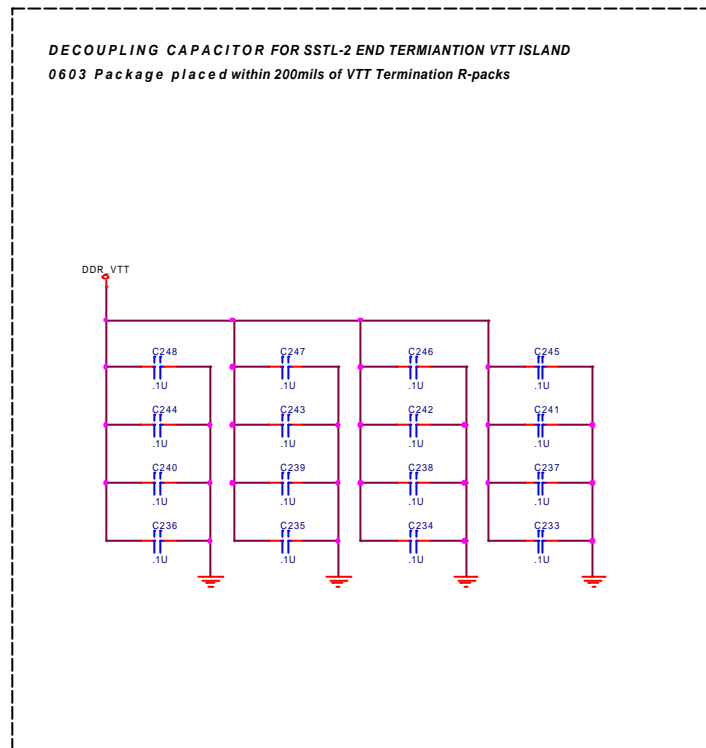 DECOUPLING CAPACITOR FOR SSTL-2 END TERMIANTION VTT ISLAND
0603 Package placed within 200mils of VTT Termination R-packs
DDR_VTT
C248 C247 C246 C245
.1U .1U .1U .1U
C244 C243 C242 C241
.1U .1U .1U .1U
C240 C239 C238 C237
.1U .1U .1U .1U
C236 C235 C234 C233
.1U .1U .1U .1U